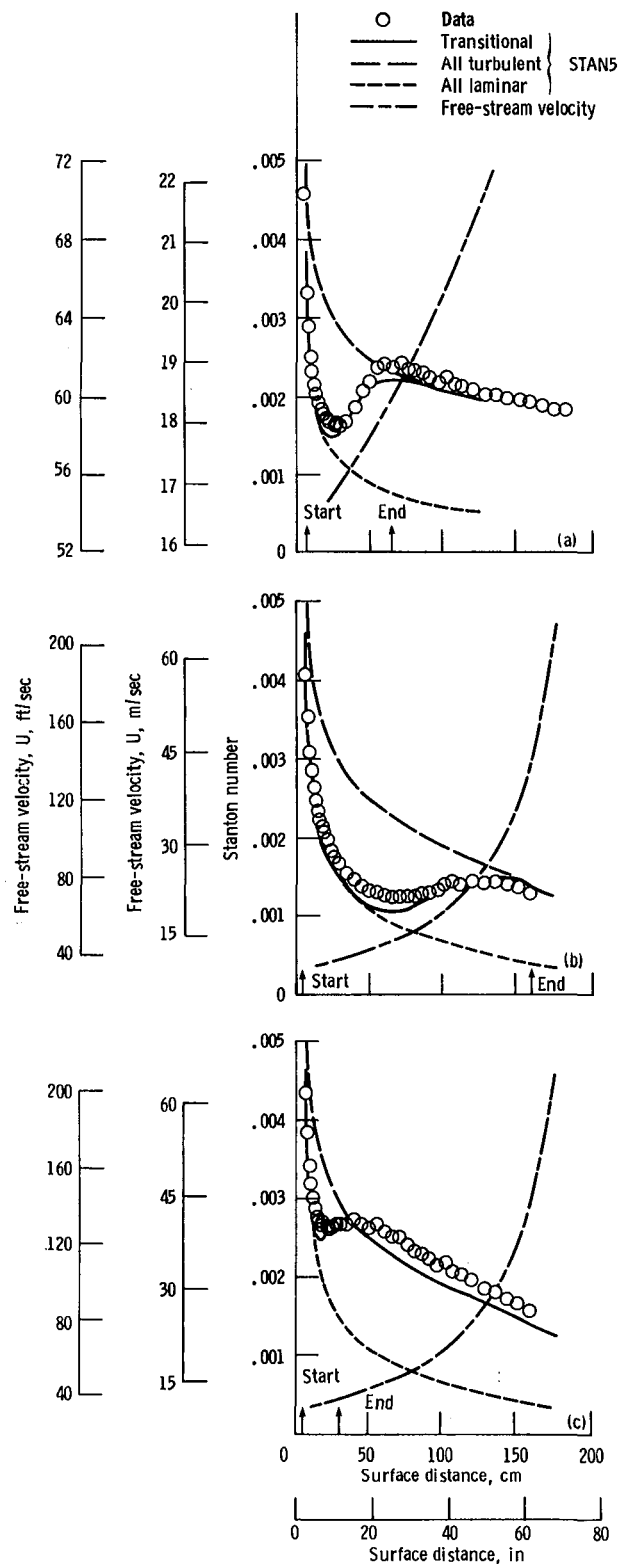 Data
Transitional
All turbulent STAN5
All laminar
Free-stream velocity
72
68
64
60
56
52
22
21
20
19
18
17
16
.005
.004
.003
.002
.001
0
Start
End
(a)
Free-stream velocity, U, ft/sec
200
160
120
80
40
Free-stream velocity, U, m/sec
60
45
30
15
Stanton number
.005
.004
.003
.002
.001
0
Start
End
(b)
200
160
120
80
40
60
45
30
15
.005
.004
.003
.002
.001
Start
End
(c)
0 50 100 150 200
Surface distance, cm
0 20 40 60 80
Surface distance, in